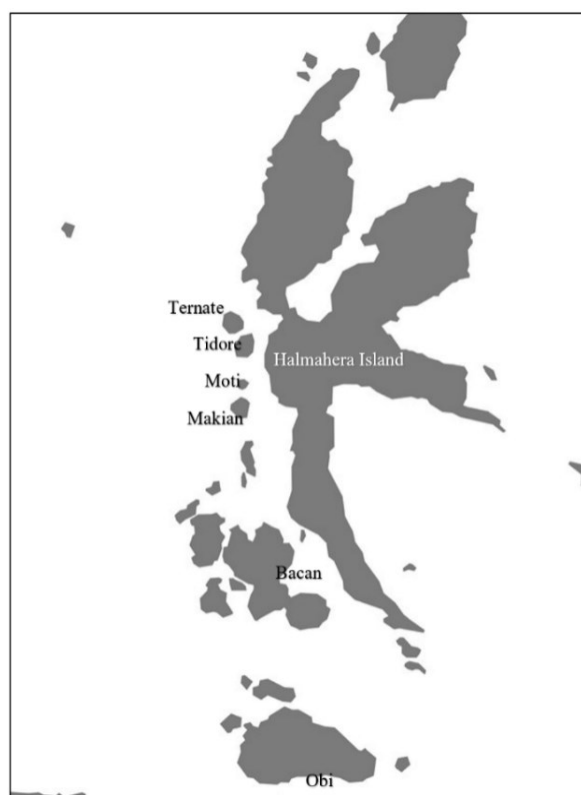 Ternate
Tidore
Halmahera Island
Moti
Makian
Bacan
Obi